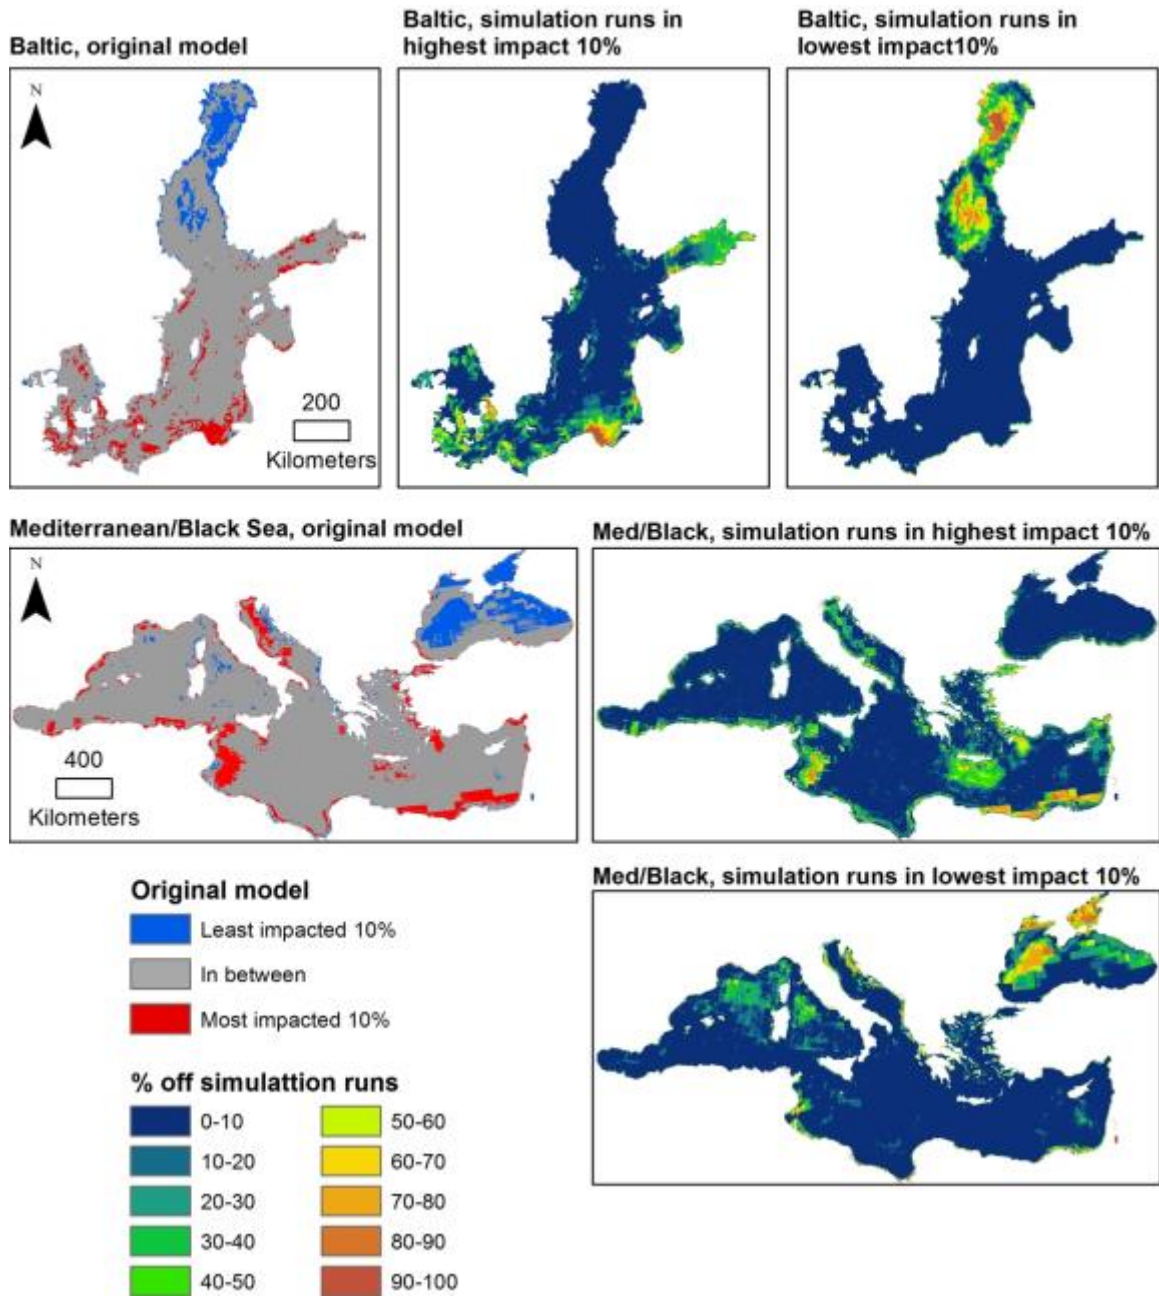 Baltic, original model
Baltic, simulation runs in
highest impact 10%
Baltic, simulation runs in
lowest impact10%
N
200
Kilometers
Mediterranean/Black Sea, original model
Med/Black, simulation runs in highest impact 10%
N
400
Kilometers
Med/Black, simulation runs in lowest impact 10%
Original model
Least impacted 10%
In between
Most impacted 10%
% off simulattion runs
0-10
10-20
20-30
30-40
40-50
50-60
60-70
70-80
80-90
90-100